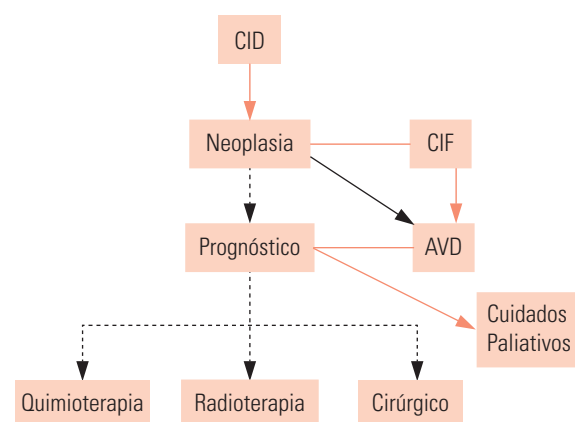 CID
Neoplasia
CIF
Prognóstico
AVD
Cuidados
Paliativos
Quimioterapia
Radioterapia
Cirúrgico